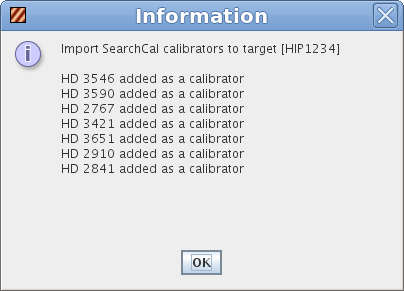 Information
Import SearchCal calibrators to target [HIP1234]
HD 3546 added as a calibrator
HD 3590 added as a calibrator
HD 2767 added as a calibrator
HD 3421 added as a calibrator
HD 3651 added as a calibrator
HD 2910 added as a calibrator
HD 2841 added as a calibrator
OK